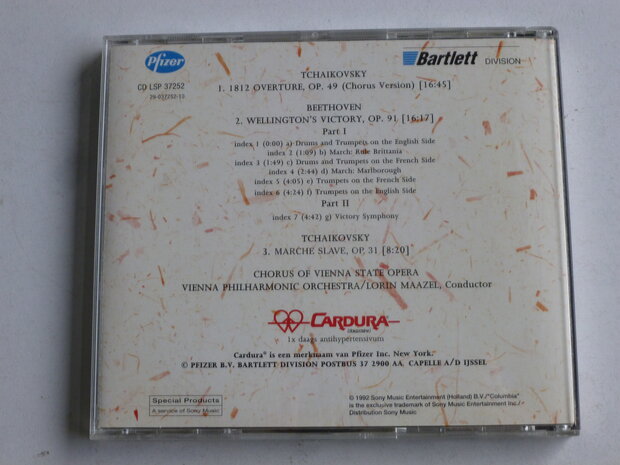 Pfizer
Bartlett DIVISION
CD LSP 37252
29-037252-10
TCHAIKOVSKY
1. 1812 OVERTURE, OP. 49 (Chorus Version) [16:45]
BEETHOVEN
2. WELLINGTON'S VICTORY, OP. 91 [16:17]
Part I
index 1 (0:00) a) Drums and Trumpets on the English Side
index 2 (1:09) b) March: Rule Brittania
index 3 (1:49) c) Drums and Trumpets on the French Side
index 4 (2:44) d) March: Marlborough
index 5 (4:05) e) Trumpets on the French Side
index 6 (4:24) f) Trumpets on the English Side
Part II
index 7 (4:42) g) Victory Symphony
TCHAIKOVSKY
3. MARCHE SLAVE, OP. 31 [8:20]
CHORUS OF VIENNA STATE OPERA
VIENNA PHILHARMONIC ORCHESTRA/LORIN MAAZEL, Conductor
CARDURA
1x daags antihypertensivum
Cardura® is een merknaam van Pfizer Inc. New York.
© PFIZER B.V. BARTLETT DIVISION POSTBUS 37 2900 AA. CAPELLE A/D IJSSEL
Special Products
A service of Sony Music
© 1992 Sony Music Entertainment (Holland) B.V./"Columbia"
is the exclusive trademark of Sony Music Entertainment Inc./
Distribution Sony Music